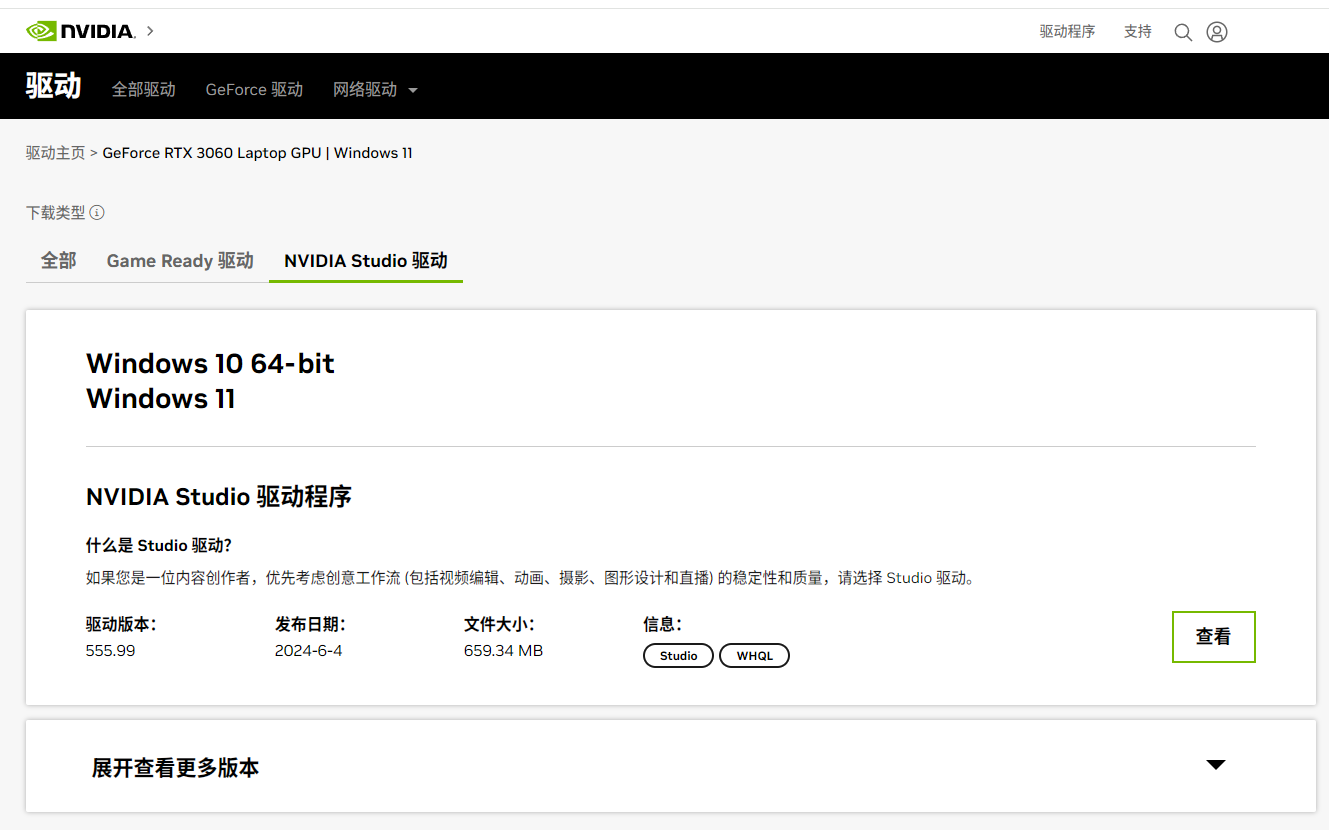 NVIDIA.
驱动程序 支持
驱动 全部驱动 GeForce 驱动 网络驱动
驱动主页 > GeForce RTX 3060 Laptop GPU | Windows 11
下载类型
全部 Game Ready 驱动 NVIDIA Studio 驱动
Windows 10 64-bit
Windows 11
NVIDIA Studio 驱动程序
什么是 Studio 驱动?
如果您是一位内容创作者，优先考虑创意工作流 (包括视频编辑、动画、摄影、图形设计和直播) 的稳定性和质量，请选择 Studio 驱动。
驱动版本： 发布日期： 文件大小： 信息：
555.99 2024-6-4 659.34 MB Studio WHQL
查看
展开查看更多版本